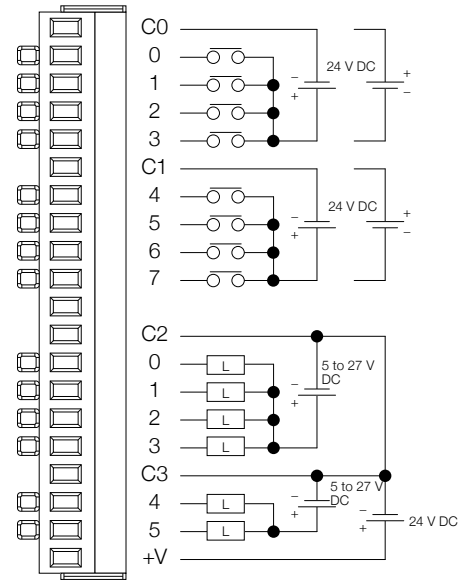 C0
0
1
2
3
− + 24 V DC + −
C1
4
5
6
7
− + 24 V DC + −
C2
0 L
1 L
2 L
3 L
− + 5 to 27 V
DC
C3
4 L
5 L
− + 5 to 27 V
DC
− + 24 V DC
+V